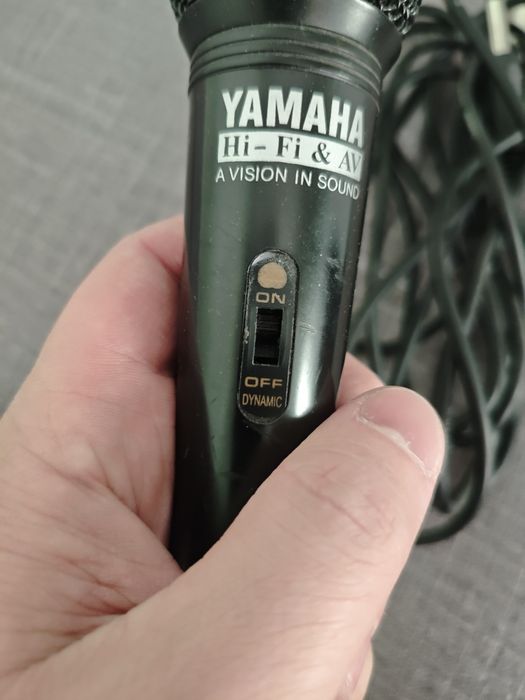 YAMAHA
Hi-Fi & AV
A VISION IN SOUND
ON
OFF
DYNAMIC